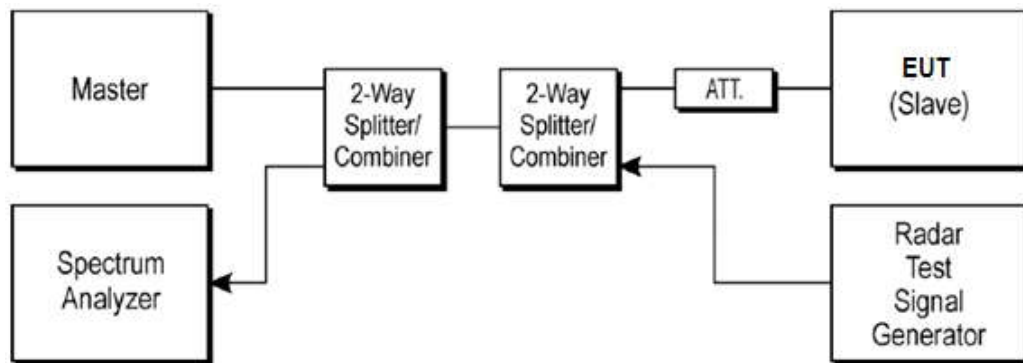 Master
2-Way
Splitter/
Combiner
2-Way
Splitter/
Combiner
ATT.
EUT
(Slave)
Spectrum
Analyzer
Radar
Test
Signal
Generator